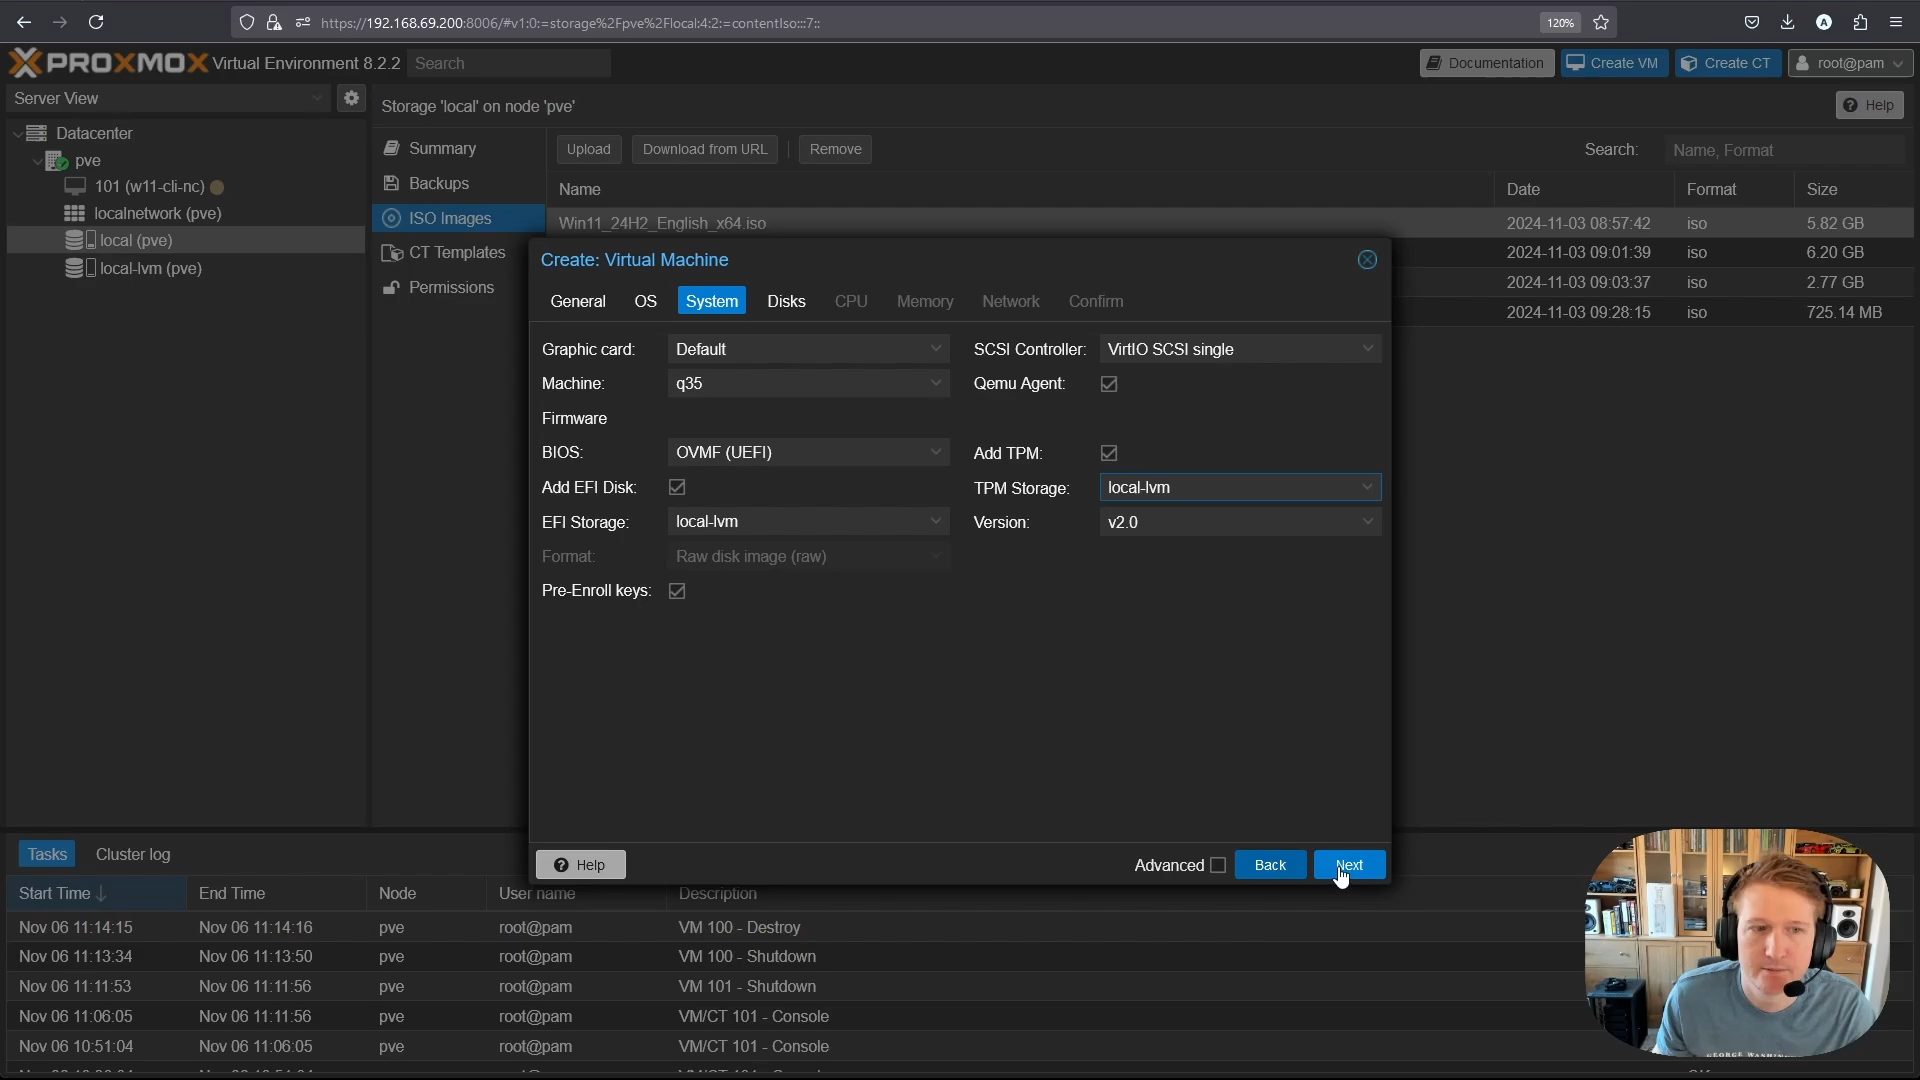 https://192.168.69.200:8006/#v1:0:=storage%2Fpve%2Flocal:4:2:=contentIso:::7::
120%
A
PROXMOX Virtual Environment 8.2.2 Search
Documentation Create VM Create CT root@pam
Server View
Storage 'local' on node 'pve'
Help
Datacenter
pve
101 (w11-cli-nc)
localnetwork (pve)
local (pve)
local-lvm (pve)
Summary
Backups
ISO Images
CT Templates
Permissions
Upload Download from URL Remove Search: Name, Format
Name Date Format Size
Win11_24H2_English_x64.iso 2024-11-03 08:57:42 iso 5.82 GB
2024-11-03 09:01:39 iso 6.20 GB
2024-11-03 09:03:37 iso 2.77 GB
2024-11-03 09:28:15 iso 725.14 MB
Create: Virtual Machine
General OS System Disks CPU Memory Network Confirm
Graphic card: Default SCSI Controller: VirtIO SCSI single
Machine: q35 Qemu Agent:
Firmware
BIOS: OVMF (UEFI) Add TPM:
Add EFI Disk: TPM Storage: local-lvm
EFI Storage: local-lvm Version: v2.0
Format: Raw disk image (raw)
Pre-Enroll keys:
Help Advanced Back Next
Tasks Cluster log
Start Time End Time Node User name Description
Nov 06 11:14:15 Nov 06 11:14:16 pve root@pam VM 100 - Destroy
Nov 06 11:13:34 Nov 06 11:13:50 pve root@pam VM 100 - Shutdown
Nov 06 11:11:53 Nov 06 11:11:56 pve root@pam VM 101 - Shutdown
Nov 06 11:06:05 Nov 06 11:11:56 pve root@pam VM/CT 101 - Console
Nov 06 10:51:04 Nov 06 11:06:05 pve root@pam VM/CT 101 - Console
GEORGE